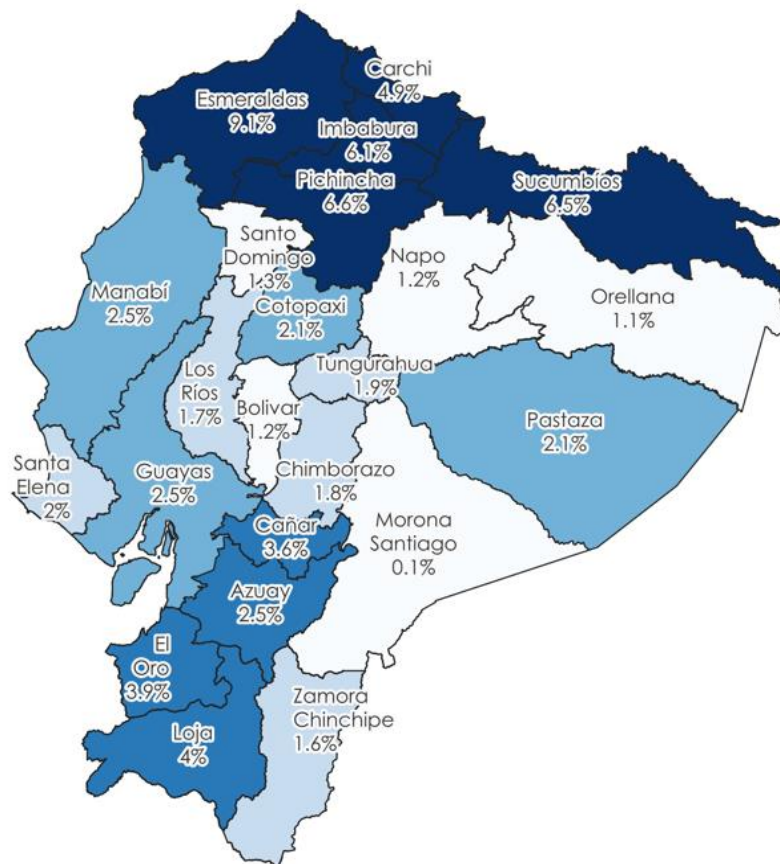 Carchi
4.9%
Esmeraldas
9.1%
Imbabura
6.1%
Pichincha
6.6%
Sucumbíos
6.5%
Santo
Domingo
1.3%
Napo
1.2%
Orellana
1.1%
Manabí
2.5%
Cotopaxi
2.1%
Tungurahua
1.9%
Los
Ríos
1.7%
Bolivar
1.2%
Pastaza
2.1%
Santa
Elena
2%
Guayas
2.5%
Chimborazo
1.8%
Cañar
3.6%
Morona
Santiago
0.1%
Azuay
2.5%
El
Oro
3.9%
Zamora
Chinchipe
1.6%
Loja
4%